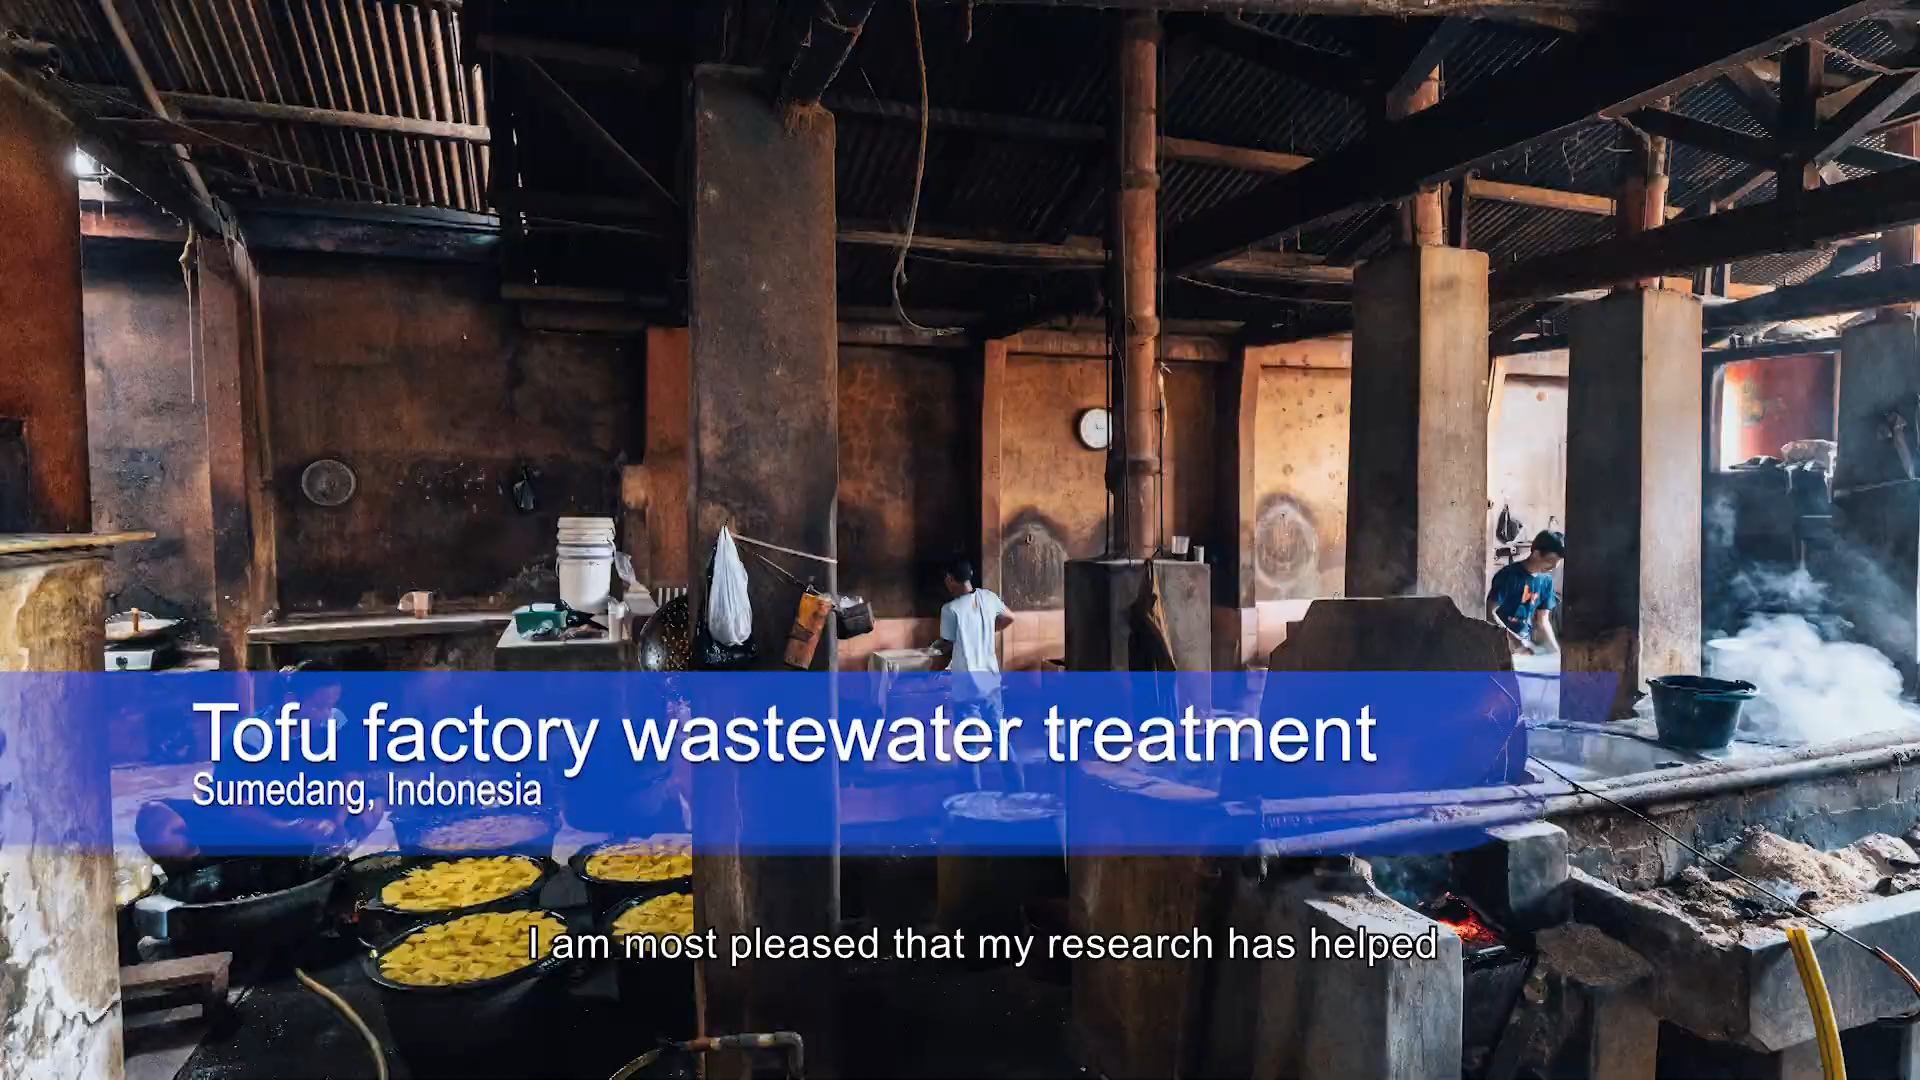 Tofu factory wastewater treatment
Sumedang, Indonesia
I am most pleased that my research has helped